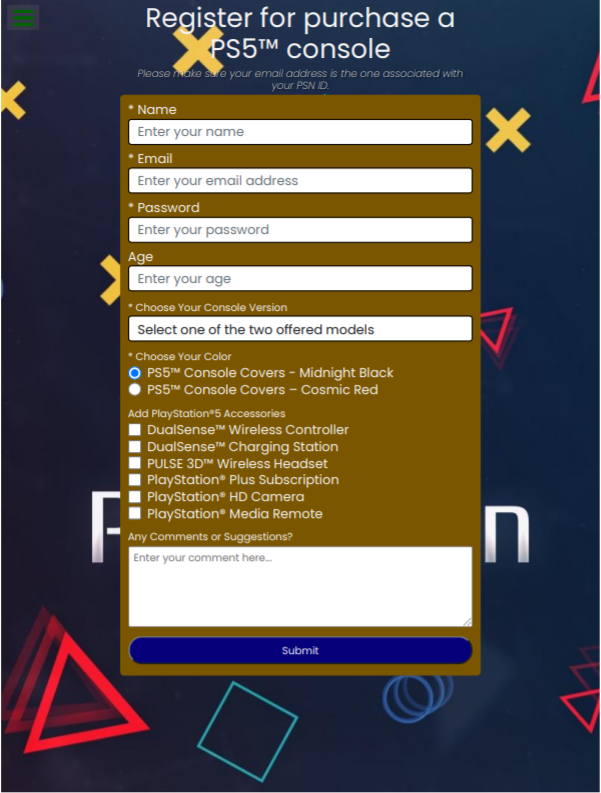 Register for purchase a
PS5™ console
Please make sure your email address is the one associated with
your PSN ID.
* Name
Enter your name
* Email
Enter your email address
* Password
Enter your password
Age
Enter your age
* Choose Your Console Version
Select one of the two offered models
* Choose Your Color
PS5™ Console Covers - Midnight Black
PS5™ Console Covers – Cosmic Red
Add PlayStation®5 Accessories
DualSense™ Wireless Controller
DualSense™ Charging Station
PULSE 3D™ Wireless Headset
PlayStation® Plus Subscription
PlayStation® HD Camera
PlayStation® Media Remote
Any Comments or Suggestions?
Enter your comment here...
Submit